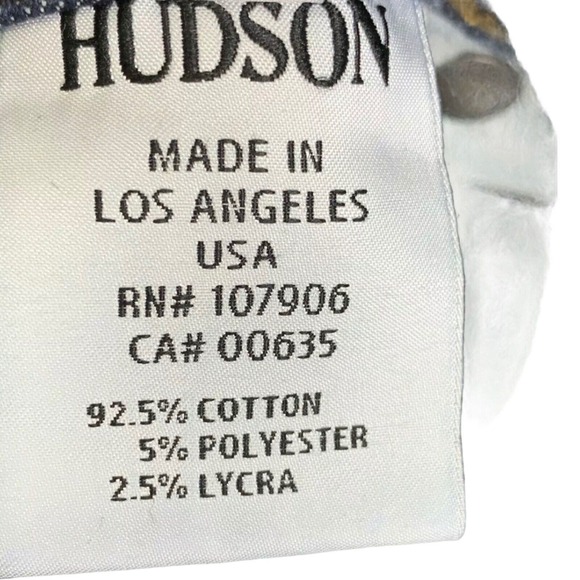 HUDSON
MADE IN
LOS ANGELES
USA
RN# 107906
CA# 00635
92.5% COTTON
5% POLYESTER
2.5% LYCRA